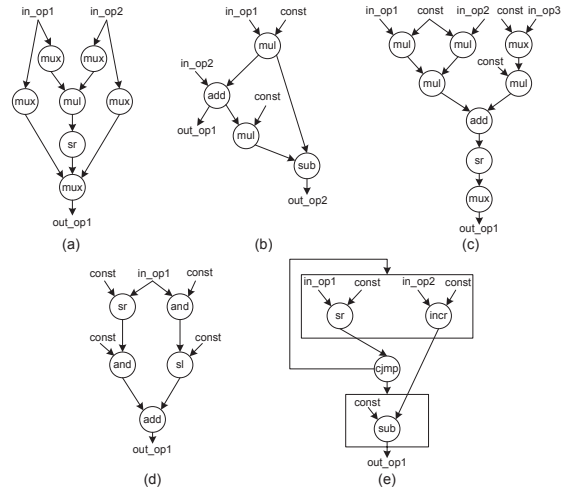 in_op1 in_op2
mux mux
mux mul mux
sr
mux
out_op1
(a)
in_op1 const
mul
in_op2
add
const
out_op1
mul
sub
out_op2
(b)
in_op1 const in_op2 const in_op3
mul mul mux
const
mul mul
add
sr
mux
out_op1
(c)
const in_op1 const
sr and
const const
and sl
add
out_op1
(d)
in_op1 const in_op2 const
sr incr
cjmp
const
sub
out_op1
(e)